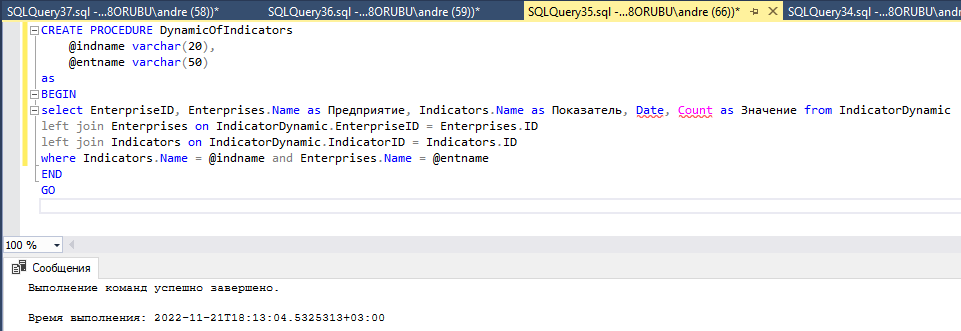 SQLQuery37.sql -...8ORUBU\andre (58))* SQLQuery36.sql -...8ORUBU\andre (59))* SQLQuery35.sql -...8ORUBU\andre (66))* SQLQuery34.sql -...8ORUBU\andr
CREATE PROCEDURE DynamicOfIndicators
@indname varchar(20),
@entname varchar(50)
as
BEGIN
select EnterpriseID, Enterprises.Name as Предприятие, Indicators.Name as Показатель, Date, Count as Значение from IndicatorDynamic
left join Enterprises on IndicatorDynamic.EnterpriseID = Enterprises.ID
left join Indicators on IndicatorDynamic.IndicatorID = Indicators.ID
where Indicators.Name = @indname and Enterprises.Name = @entname
END
GO
100 %
Сообщения
Выполнение команд успешно завершено.
Время выполнения: 2022-11-21T18:13:04.5325313+03:00